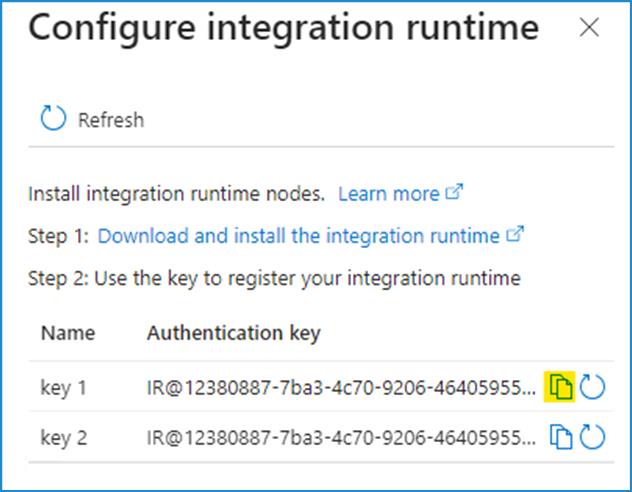 Configure integration runtime
Refresh
Install integration runtime nodes. Learn more
Step 1: Download and install the integration runtime
Step 2: Use the key to register your integration runtime
Name Authentication key
key 1 IR@12380887-7ba3-4c70-9206-46405955...
key 2 IR@12380887-7ba3-4c70-9206-46405955...